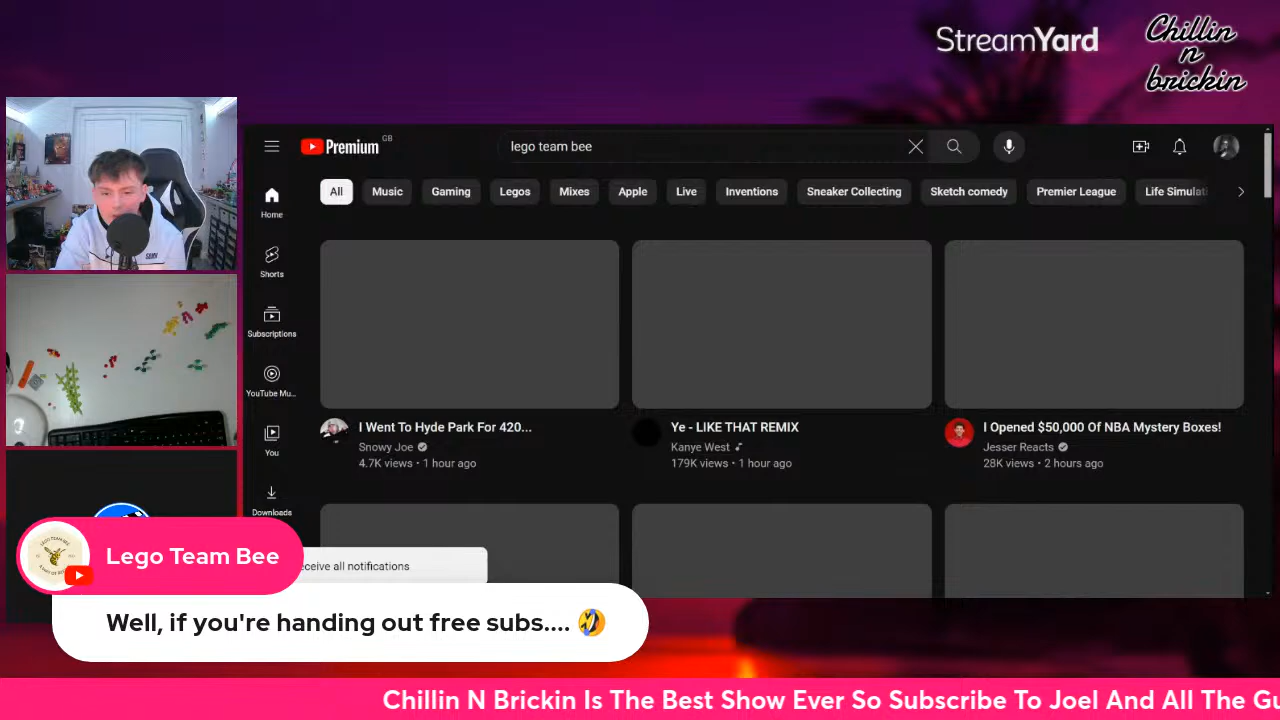 StreamYard
Chillin
n
brickin
Premium GB
lego team bee
All Music Gaming Legos Mixes Apple Live Inventions Sneaker Collecting Sketch comedy Premier League Life Simulati
Home
Shorts
Subscriptions
YouTube Mu...
You
Downloads
I Went To Hyde Park For 420...
Snowy Joe
4.7K views • 1 hour ago
Ye - LIKE THAT REMIX
Kanye West
179K views • 1 hour ago
I Opened $50,000 Of NBA Mystery Boxes!
Jesser Reacts
28K views • 2 hours ago
eceive all notifications
Lego Team Bee
Well, if you're handing out free subs.... 🤣
Chillin N Brickin Is The Best Show Ever So Subscribe To Joel And All The Gu